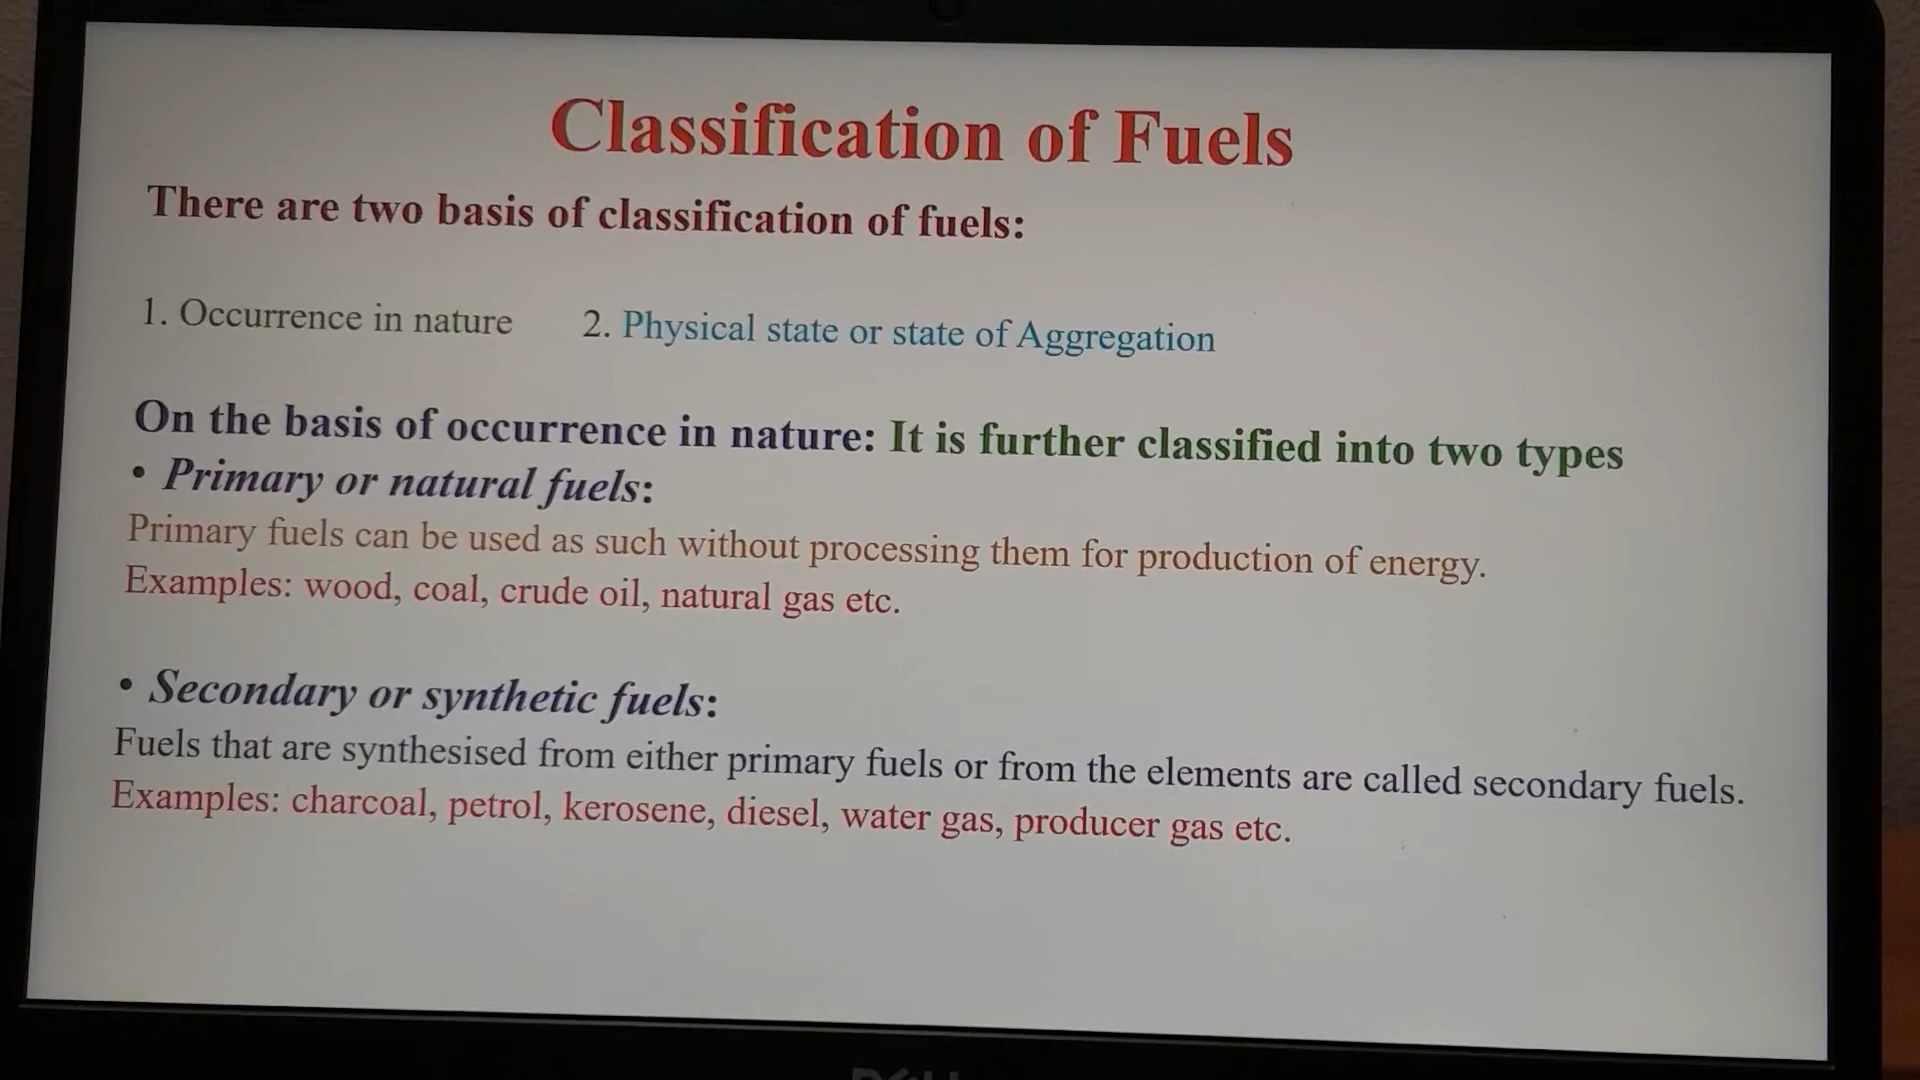 Classification of Fuels
There are two basis of classification of fuels:
1. Occurrence in nature 2. Physical state or state of Aggregation
On the basis of occurrence in nature: It is further classified into two types
• Primary or natural fuels:
Primary fuels can be used as such without processing them for production of energy.
Examples: wood, coal, crude oil, natural gas etc.
• Secondary or synthetic fuels:
Fuels that are synthesised from either primary fuels or from the elements are called secondary fuels.
Examples: charcoal, petrol, kerosene, diesel, water gas, producer gas etc.